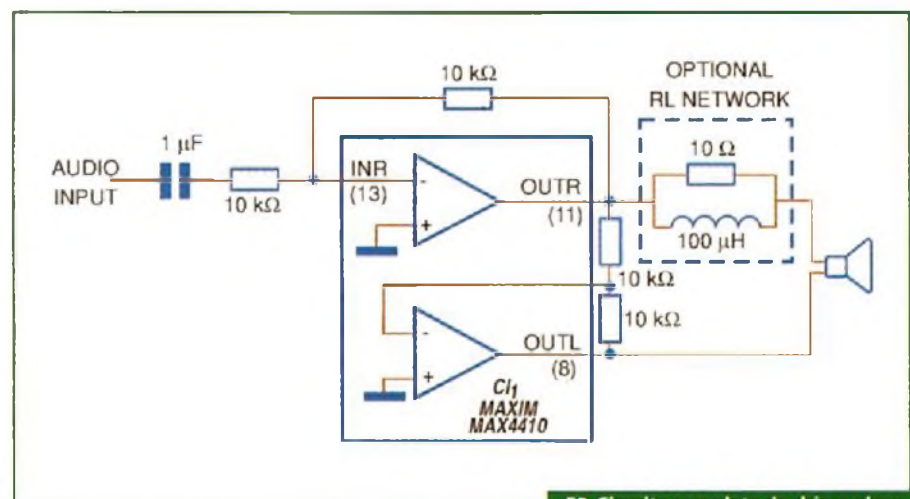 10 kΩ
OPTIONAL
RL NETWORK
1 µF
10 Ω
AUDIO
INPUT
10 kΩ
INR
(13)
OUTR
(11)
100 µH
-
+
10 kΩ
10 kΩ
-
+
OUTL
(8)
CI1
MAXIM
MAX4410